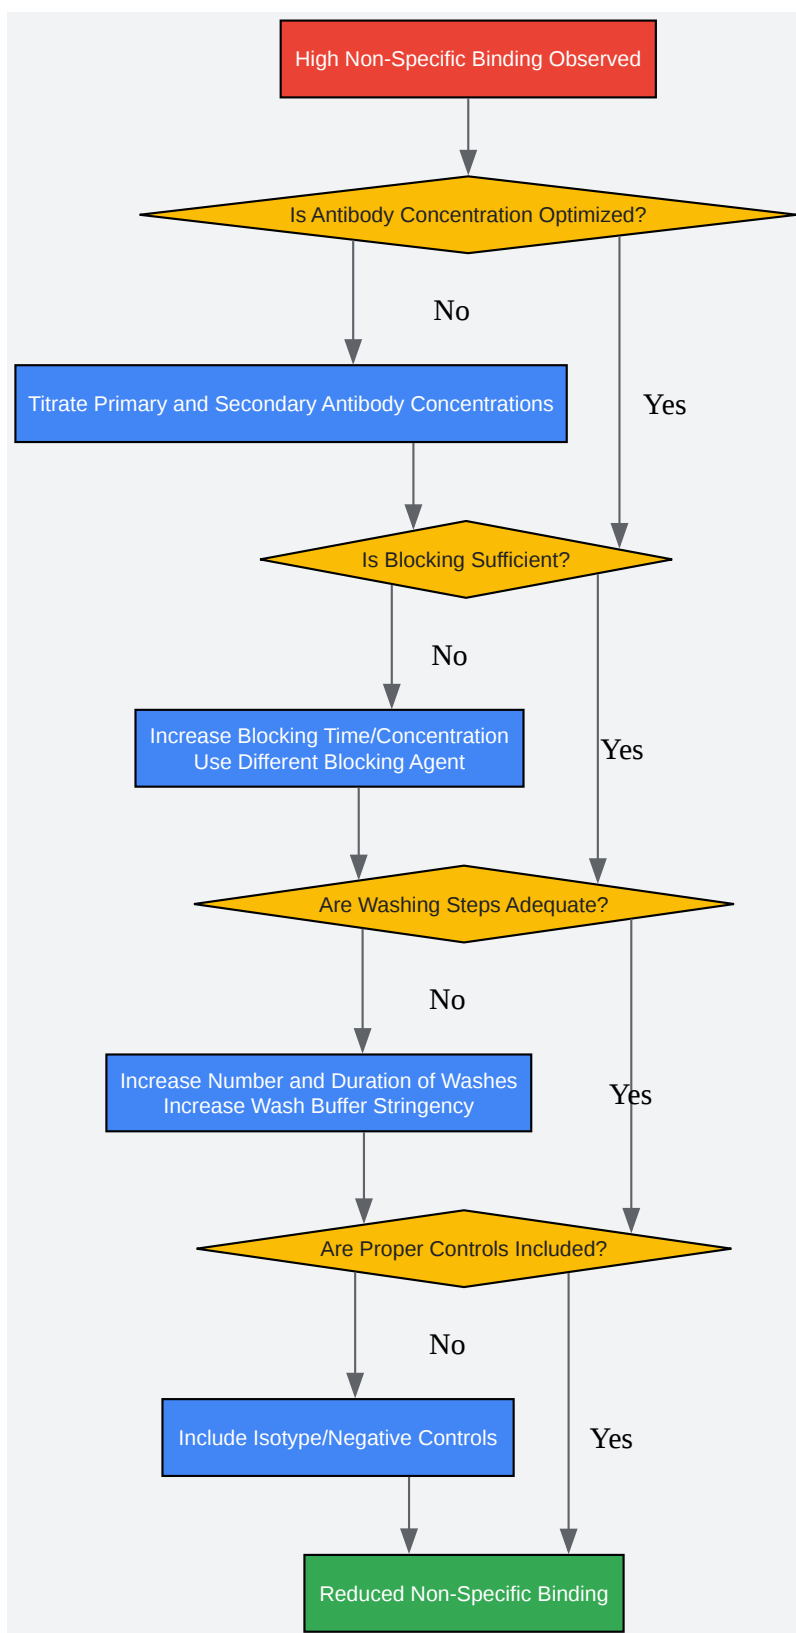 High Non-Specific Binding Observed
Is Antibody Concentration Optimized?
No
Titrate Primary and Secondary Antibody Concentrations
Yes
Is Blocking Sufficient?
No
Increase Blocking Time/Concentration
Use Different Blocking Agent
Yes
Are Washing Steps Adequate?
No
Increase Number and Duration of Washes
Increase Wash Buffer Stringency
Yes
Are Proper Controls Included?
No
Include Isotype/Negative Controls
Yes
Reduced Non-Specific Binding